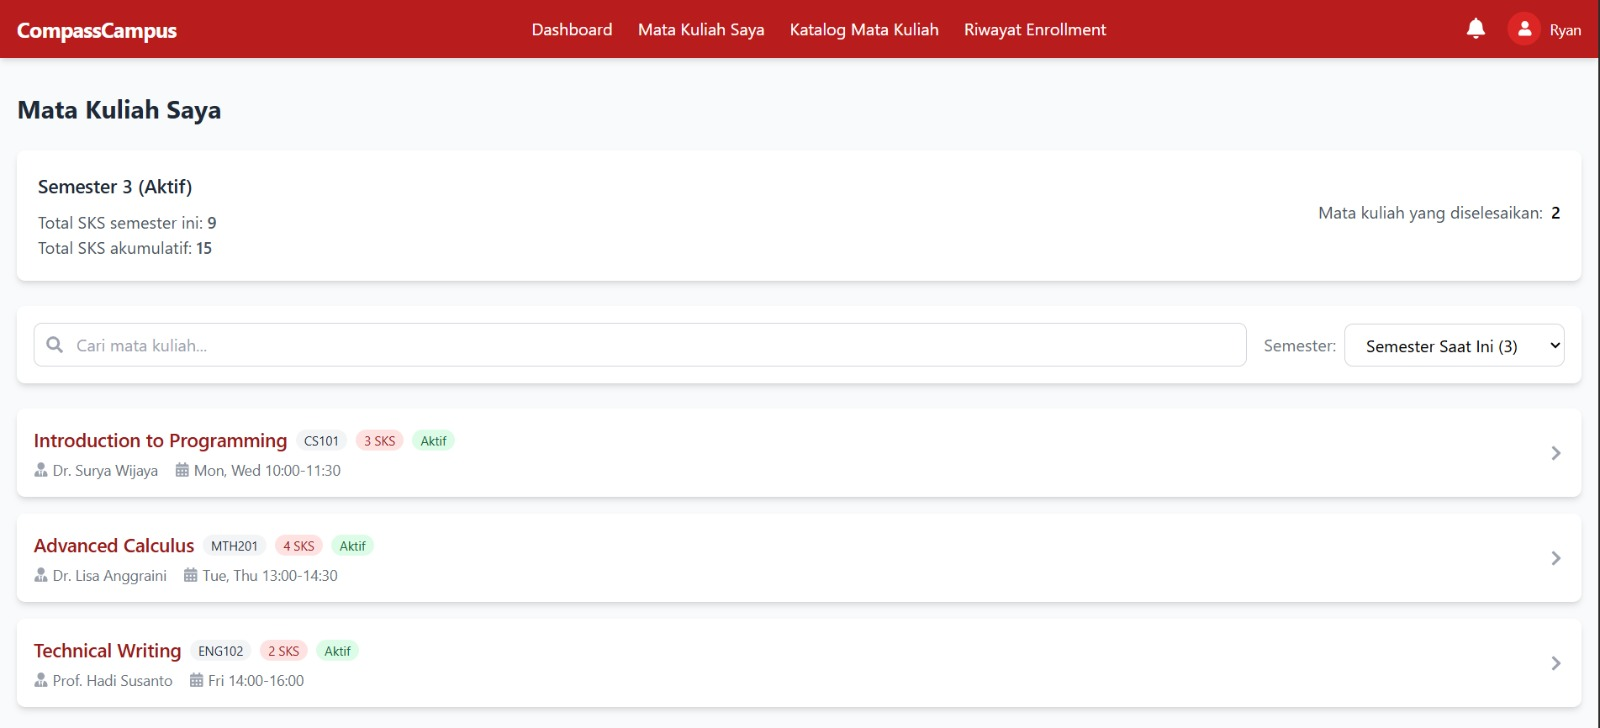 CompassCampus Dashboard Mata Kuliah Saya Katalog Mata Kuliah Riwayat Enrollment Ryan
Mata Kuliah Saya
Semester 3 (Aktif)
Total SKS semester ini: 9
Total SKS akumulatif: 15
Mata kuliah yang diselesaikan: 2
Cari mata kuliah... Semester: Semester Saat Ini (3)
Introduction to Programming CS101 3 SKS Aktif
Dr. Surya Wijaya Mon, Wed 10:00-11:30
Advanced Calculus MTH201 4 SKS Aktif
Dr. Lisa Anggraini Tue, Thu 13:00-14:30
Technical Writing ENG102 2 SKS Aktif
Prof. Hadi Susanto Fri 14:00-16:00